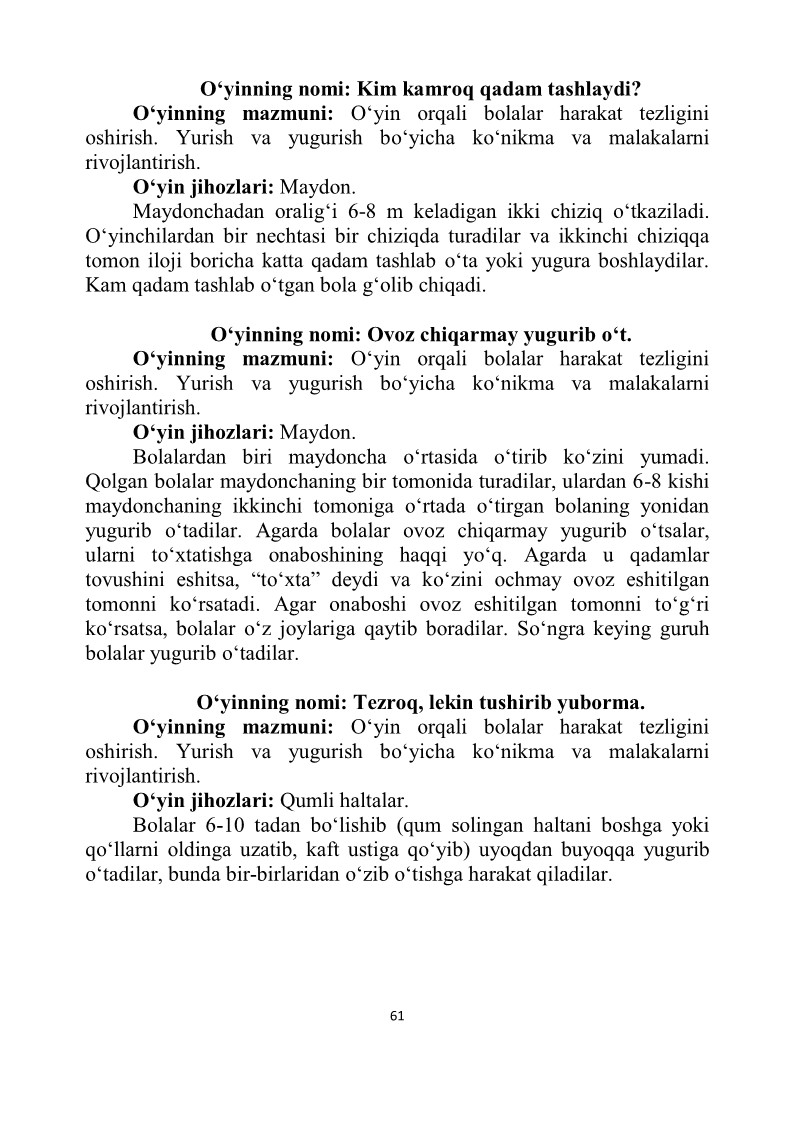 O‘yinning nomi: Kim kamroq qadam tashlaydi?
O‘yinning mazmuni: O‘yin orqali bolalar harakat tezligini
oshirish. Yurish va yugurish bo‘yicha ko‘nikma va malakalarni
rivojlantirish.
O‘yin jihozlari: Maydon.
Maydonchadan oralig‘i 6-8 m keladigan ikki chiziq o‘tkaziladi.
O‘yinchilardan bir nechtasi bir chiziqda turadilar va ikkinchi chiziqqa
tomon iloji boricha katta qadam tashlab o‘ta yoki yugura boshlaydilar.
Kam qadam tashlab o‘tgan bola g‘olib chiqadi.
O‘yinning nomi: Ovoz chiqarmay yugurib o‘t.
O‘yinning mazmuni: O‘yin orqali bolalar harakat tezligini
oshirish. Yurish va yugurish bo‘yicha ko‘nikma va malakalarni
rivojlantirish.
O‘yin jihozlari: Maydon.
Bolalardan biri maydoncha o‘rtasida o‘tirib ko‘zini yumadi.
Qolgan bolalar maydonchaning bir tomonida turadilar, ulardan 6-8 kishi
maydonchaning ikkinchi tomoniga o‘rtada o‘tirgan bolaning yonidan
yugurib o‘tadilar. Agarda bolalar ovoz chiqarmay yugurib o‘tsalar,
ularni to‘xtatishga onaboshining haqqi yo‘q. Agarda u qadamlar
tovushini eshitsa, “to‘xta” deydi va ko‘zini ochmay ovoz eshitilgan
tomonni ko‘rsatadi. Agar onaboshi ovoz eshitilgan tomonni to‘g‘ri
ko‘rsatsa, bolalar o‘z joylariga qaytib boradilar. So‘ngra keying guruh
bolalar yugurib o‘tadilar.
O‘yinning nomi: Tezroq, lekin tushirib yuborma.
O‘yinning mazmuni: O‘yin orqali bolalar harakat tezligini
oshirish. Yurish va yugurish bo‘yicha ko‘nikma va malakalarni
rivojlantirish.
O‘yin jihozlari: Qumli haltalar.
Bolalar 6-10 tadan bo‘lishib (qum solingan haltani boshga yoki
qo‘llarni oldinga uzatib, kaft ustiga qo‘yib) uyoqdan buyoqqa yugurib
o‘tadilar, bunda bir-birlaridan o‘zib o‘tishga harakat qiladilar.
61